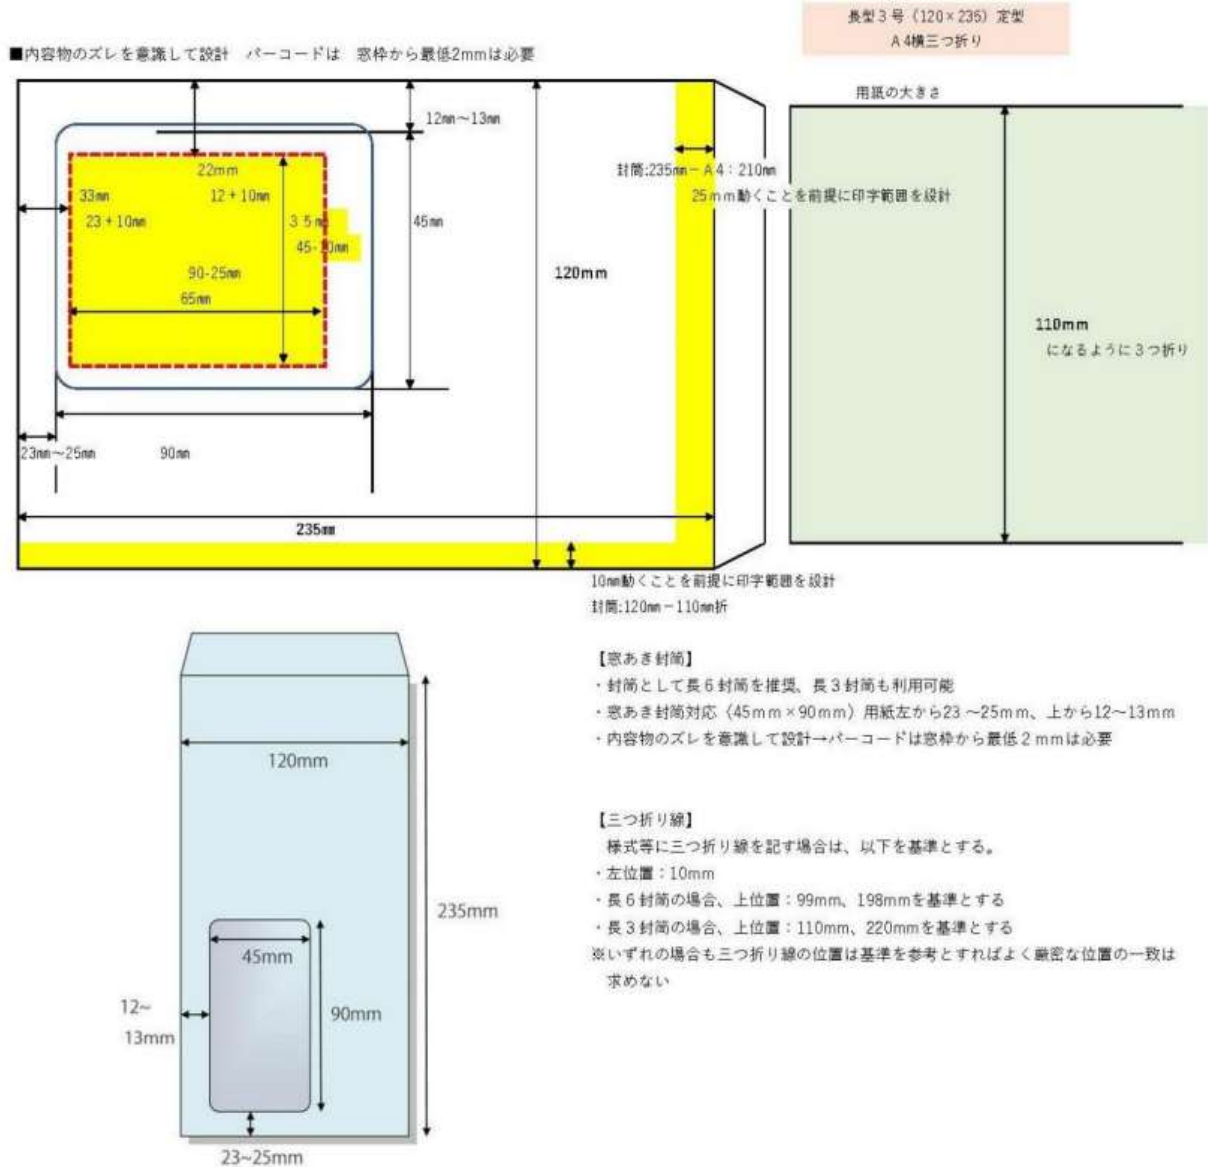 長型3号（120×235）定型
A4横三つ折り
■内容物のズレを意識して設計　バーコードは　窓枠から最低2mmは必要
用紙の大きさ
12㎜～13㎜
封筒:235㎜－A4：210㎜
25ｍｍ動くことを前提に印字範囲を設計
22mm
12＋10㎜
33㎜
23＋10㎜
35㎜
45-10㎜
45㎜
90-25㎜
65㎜
120mm
110mm
になるように3つ折り
23㎜～25㎜
90㎜
235㎜
10㎜動くことを前提に印字範囲を設計
封筒:120㎜－110㎜折
【窓あき封筒】
・封筒として長6封筒を推奨、長3封筒も利用可能
・窓あき封筒対応（45ｍｍ×90ｍｍ）用紙左から23～25ｍｍ、上から12～13ｍｍ
・内容物のズレを意識して設計→バーコードは窓枠から最低2ｍｍは必要
【三つ折り線】
様式等に三つ折り線を記す場合は、以下を基準とする。
・左位置：10mm
・長6封筒の場合、上位置：99mm、198mmを基準とする
・長3封筒の場合、上位置：110mm、220mmを基準とする
※いずれの場合も三つ折り線の位置は基準を参考とすればよく厳密な位置の一致は
求めない
120mm
235mm
45mm
90mm
12~
13mm
23~25mm